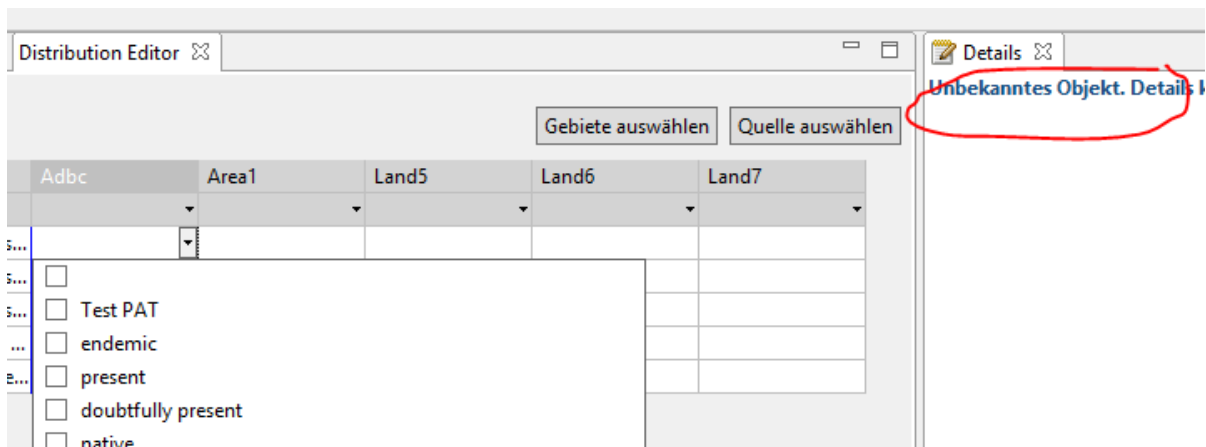 Distribution Editor
Details
Unbekanntes Objekt. Details k
Gebiete auswählen Quelle auswählen
Adbc Area1 Land5 Land6 Land7
s...
s...
s...
...
e...
Test PAT
endemic
present
doubtfully present
native